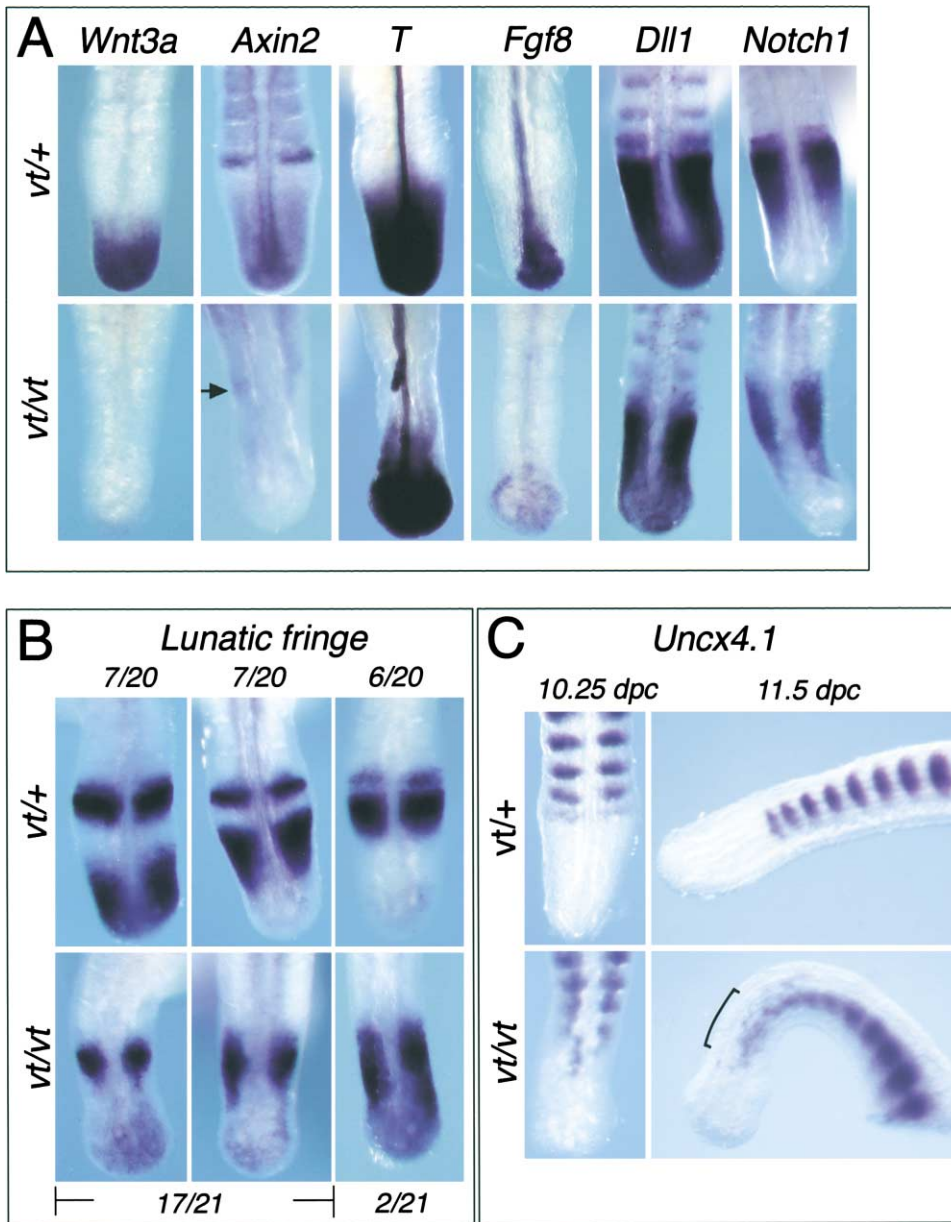 A
Wnt3a Axin2 T Fgf8 Dll1 Notch1
vt/+
vt/vt
B
Lunatic fringe
7/20 7/20 6/20
vt/+
vt/vt
17/21 2/21
C
Uncx4.1
10.25 dpc 11.5 dpc
vt/+
vt/vt